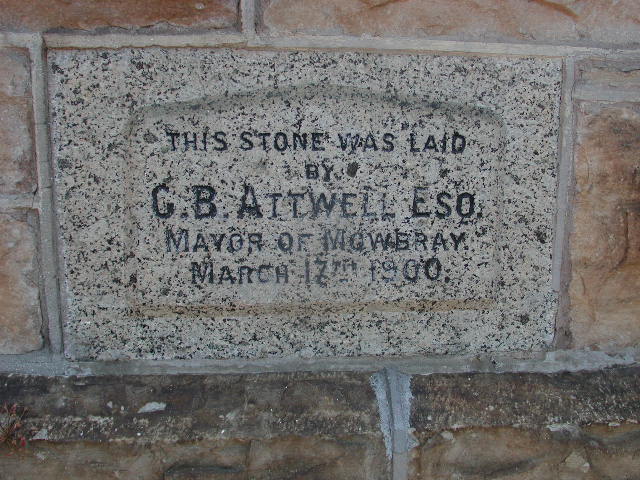 THIS STONE WAS LAID
BY
G.B. ATTWELL ESQ.
MAYOR OF MOWBRAY
MARCH 17TH 1900.